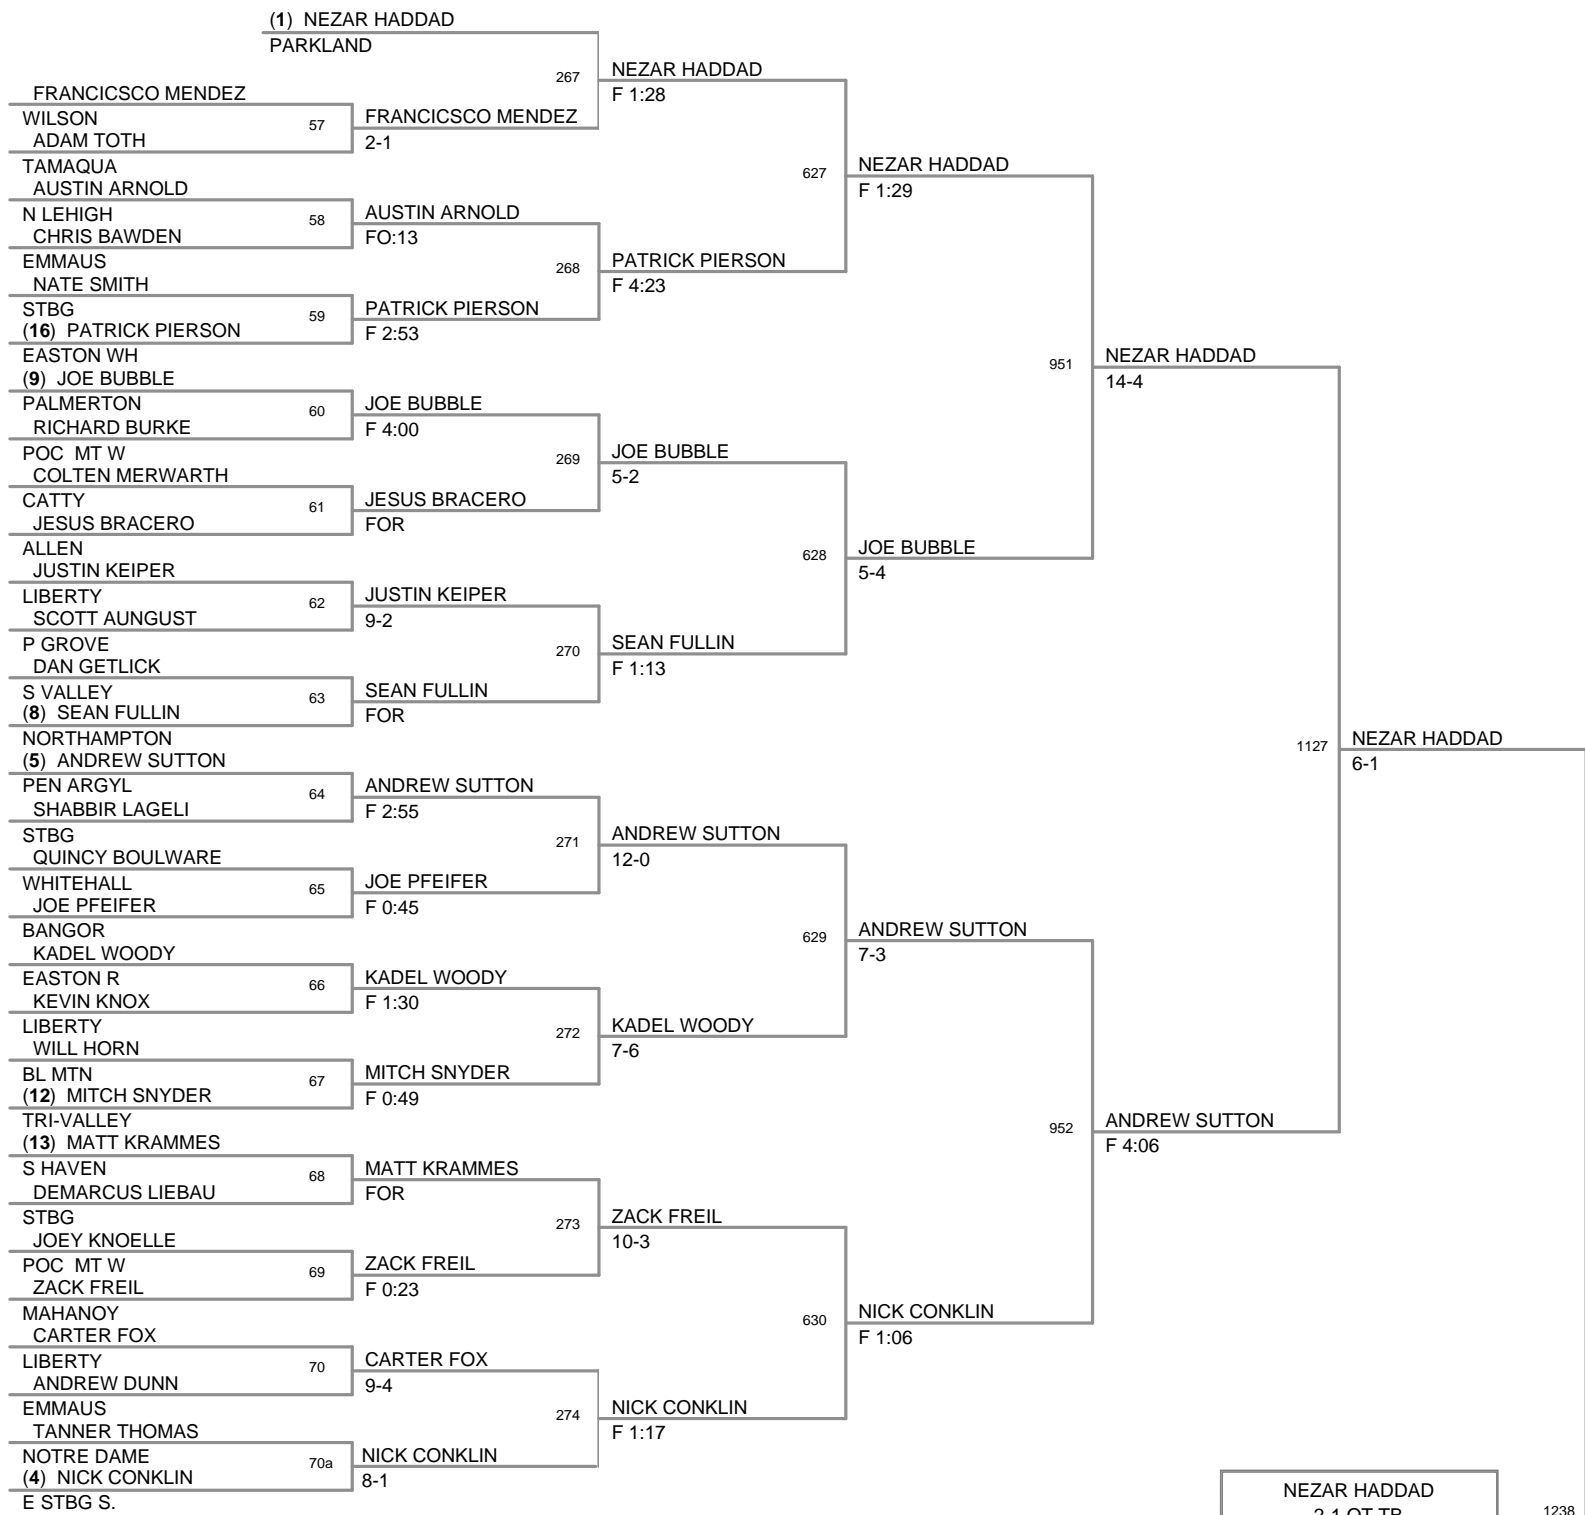 (1) NEZAR HADDAD
PARKLAND
267
NEZAR HADDAD
F 1:28
FRANCICSCO MENDEZ
WILSON
57
ADAM TOTH
TAMAQUA
FRANCICSCO MENDEZ
2-1
627
NEZAR HADDAD
F 1:29
AUSTIN ARNOLD
N LEHIGH
58
CHRIS BAWDEN
EMMAUS
AUSTIN ARNOLD
FO:13
268
PATRICK PIERSON
F 4:23
NATE SMITH
STBG
59
(16) PATRICK PIERSON
EASTON WH
PATRICK PIERSON
F 2:53
951
NEZAR HADDAD
14-4
(9) JOE BUBBLE
PALMERTON
60
RICHARD BURKE
POC MT W
JOE BUBBLE
F 4:00
269
JOE BUBBLE
5-2
COLTEN MERWARTH
CATTY
61
JESUS BRACERO
ALLEN
JESUS BRACERO
FOR
628
JOE BUBBLE
5-4
JUSTIN KEIPER
LIBERTY
62
SCOTT AUNGUST
P GROVE
JUSTIN KEIPER
9-2
270
SEAN FULLIN
F 1:13
DAN GETLICK
S VALLEY
63
(8) SEAN FULLIN
NORTHAMPTON
SEAN FULLIN
FOR
1127
NEZAR HADDAD
6-1
(5) ANDREW SUTTON
PEN ARGYL
64
SHABBIR LAGELI
STBG
ANDREW SUTTON
F 2:55
271
ANDREW SUTTON
12-0
QUINCY BOULWARE
WHITEHALL
65
JOE PFEIFER
BANGOR
JOE PFEIFER
F 0:45
629
ANDREW SUTTON
7-3
KADEL WOODY
EASTON R
66
KEVIN KNOX
LIBERTY
KADEL WOODY
F 1:30
272
KADEL WOODY
7-6
WILL HORN
BL MTN
67
(12) MITCH SNYDER
TRI-VALLEY
MITCH SNYDER
F 0:49
952
ANDREW SUTTON
F 4:06
(13) MATT KRAMMES
S HAVEN
68
DEMARCUS LIEBAU
STBG
MATT KRAMMES
FOR
273
ZACK FREIL
10-3
JOEY KNOELLE
POC MT W
69
ZACK FREIL
MAHANOY
ZACK FREIL
F 0:23
630
NICK CONKLIN
F 1:06
CARTER FOX
LIBERTY
70
ANDREW DUNN
EMMAUS
CARTER FOX
9-4
274
NICK CONKLIN
F 1:17
TANNER THOMAS
NOTRE DAME
70a
(4) NICK CONKLIN
E STBG S.
NICK CONKLIN
8-1
NEZAR HADDAD
2-1 OT TB
1238